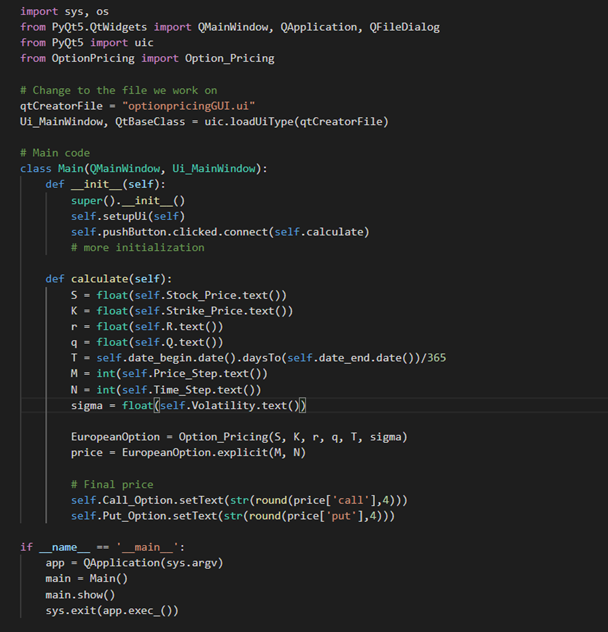 import sys, os
from PyQt5.QtWidgets import QMainWindow, QApplication, QFileDialog
from PyQt5 import uic
from OptionPricing import Option_Pricing

# Change to the file we work on
qtCreatorFile = "optionpricingGUI.ui"
Ui_MainWindow, QtBaseClass = uic.loadUiType(qtCreatorFile)

# Main code
class Main(QMainWindow, Ui_MainWindow):
    def __init__(self):
        super().__init__()
        self.setupUi(self)
        self.pushButton.clicked.connect(self.calculate)
        # more initialization

    def calculate(self):
        S = float(self.Stock_Price.text())
        K = float(self.Strike_Price.text())
        r = float(self.R.text())
        q = float(self.Q.text())
        T = self.date_begin.date().daysTo(self.date_end.date())/365
        M = int(self.Price_Step.text())
        N = int(self.Time_Step.text())
        sigma = float(self.Volatility.text())

        EuropeanOption = Option_Pricing(S, K, r, q, T, sigma)
        price = EuropeanOption.explicit(M, N)

        # Final price
        self.Call_Option.setText(str(round(price['call'],4)))
        self.Put_Option.setText(str(round(price['put'],4)))

if __name__ == '__main__':
    app = QApplication(sys.argv)
    main = Main()
    main.show()
    sys.exit(app.exec_())